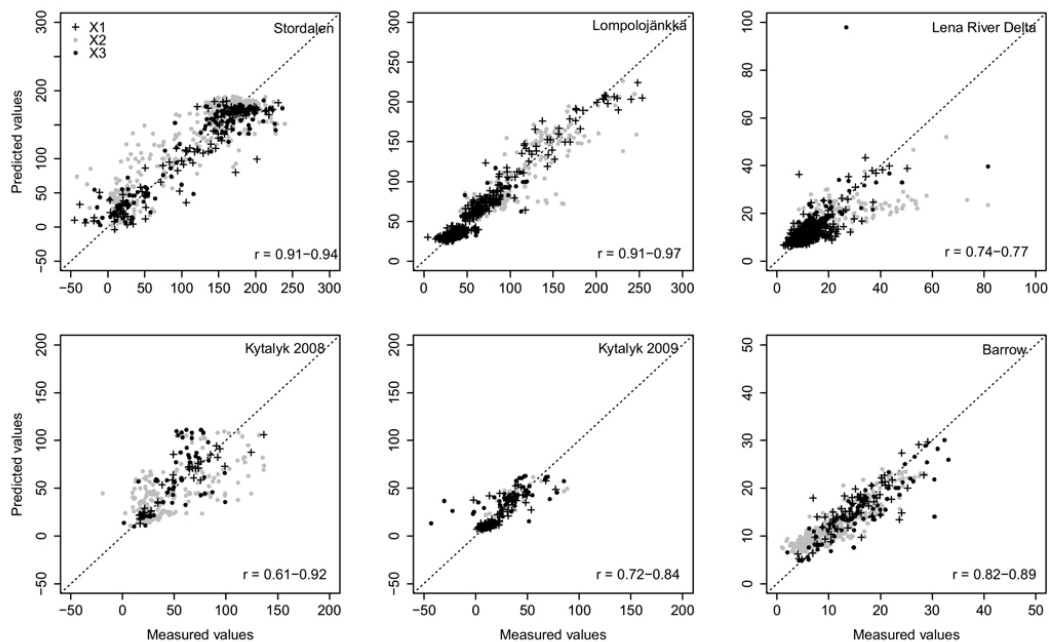 + X1
X2
X3
Stordalen
Predicted values
300
200
100
50
0
−50
r = 0.91−0.94
−50 0 50 100 150 200 250 300
Lompolojänkkä
300
200
100
50
0
r = 0.91−0.97
0 50 100 150 200 250 300
Lena River Delta
100
80
60
40
20
0
r = 0.74−0.77
0 20 40 60 80 100
Kytalyk 2008
Predicted values
200
150
100
50
0
−50
r = 0.61−0.92
−50 0 50 100 150 200
Measured values
Kytalyk 2009
200
150
100
50
0
−50
r = 0.72−0.84
−50 0 50 100 150 200
Measured values
Barrow
50
40
30
20
10
0
r = 0.82−0.89
0 10 20 30 40 50
Measured values